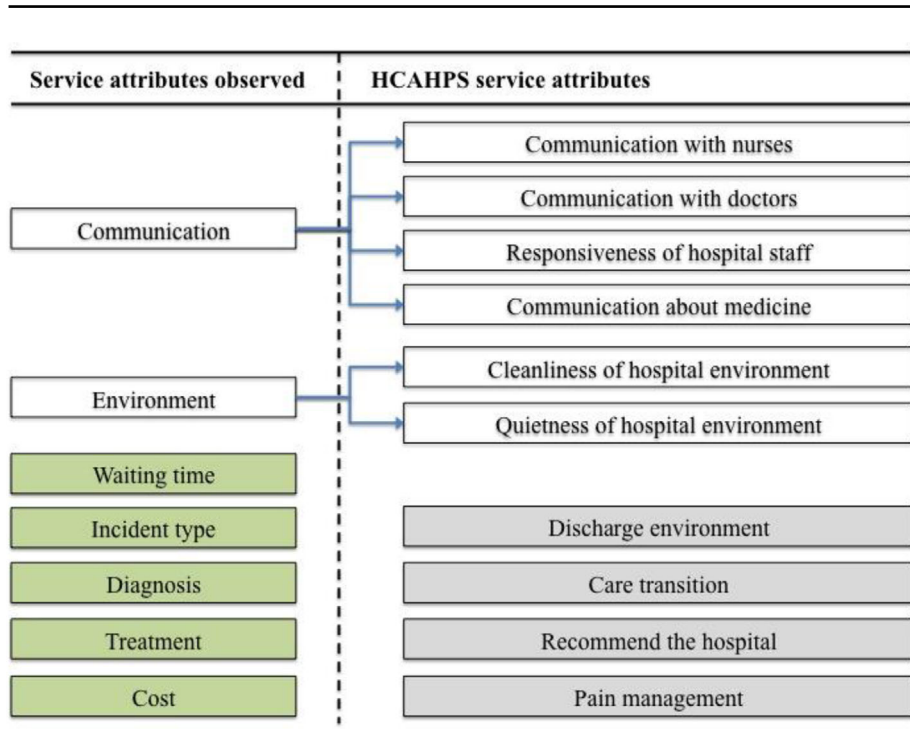 Service attributes observed
HCAHPS service attributes
Communication
Communication with nurses
Communication with doctors
Responsiveness of hospital staff
Communication about medicine
Environment
Cleanliness of hospital environment
Quietness of hospital environment
Waiting time
Incident type
Discharge environment
Diagnosis
Care transition
Treatment
Recommend the hospital
Cost
Pain management